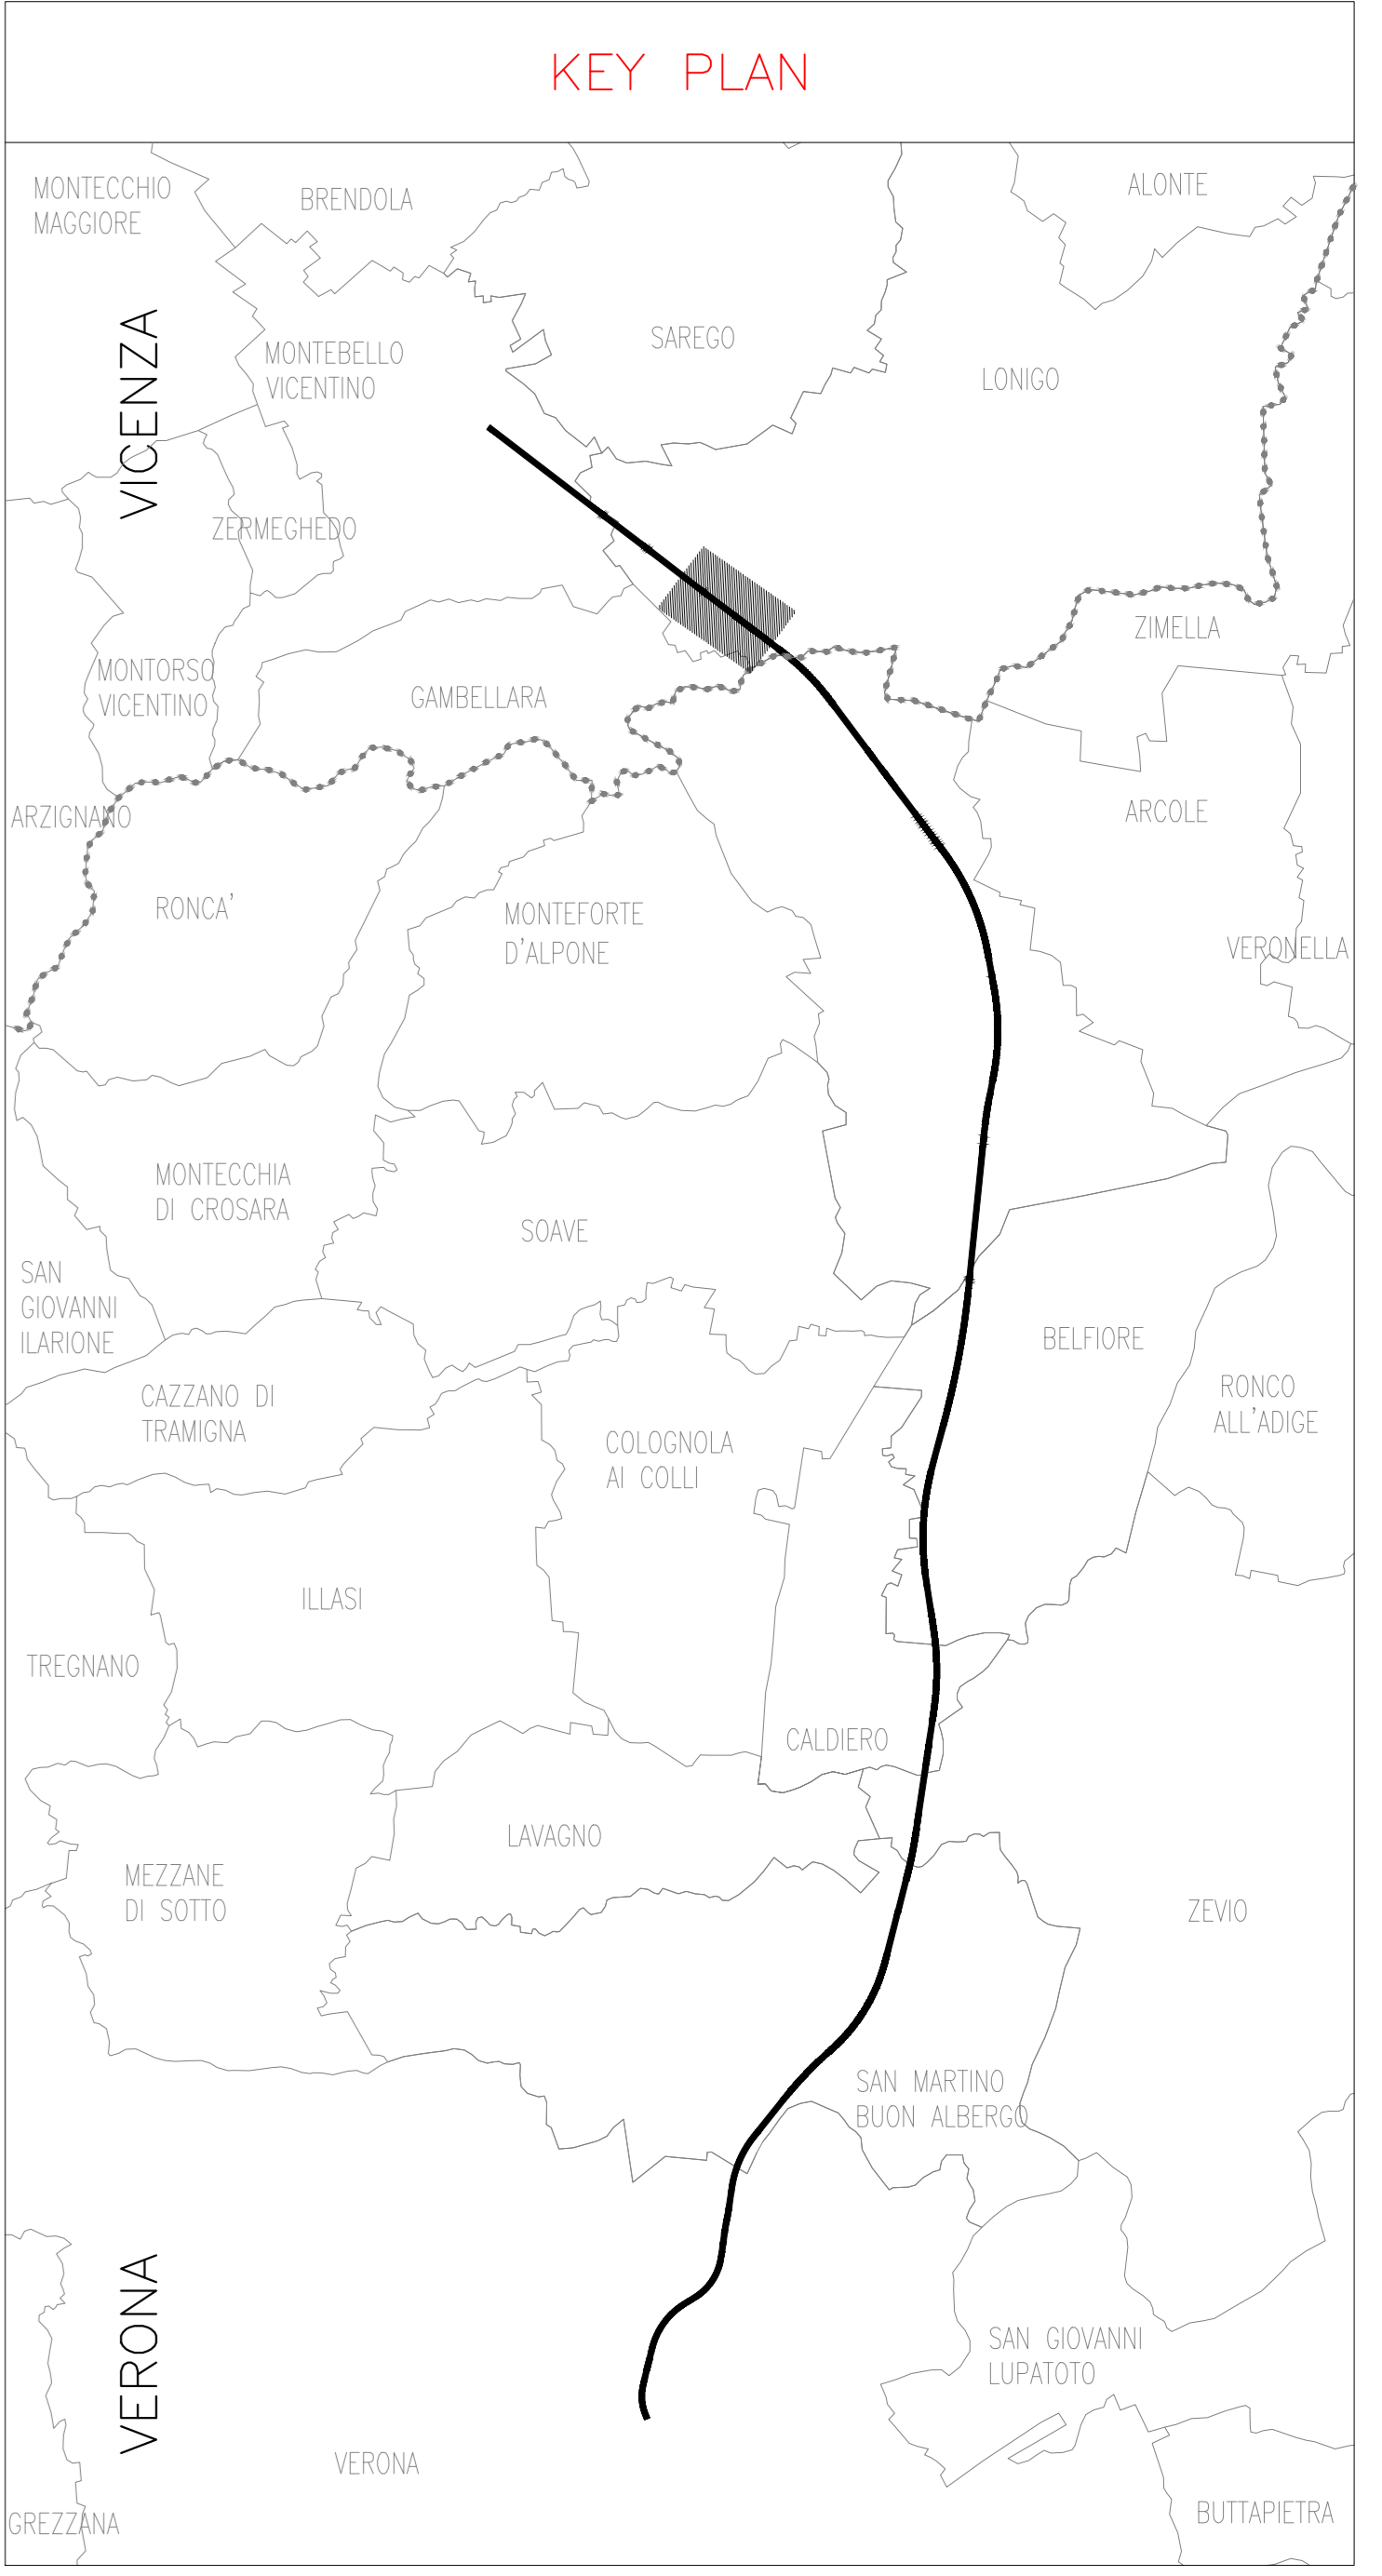 KEY PLAN
MONTECCHIO
MAGGIORE
BRENDOLA
ALONTE
VICENZA
MONTEBELLO
VICENTINO
SAREGO
LONIGO
ZERMEGHEDO
ZIMELLA
MONTORSO
VICENTINO
GAMBELLARA
ARZIGNANO
ARCOLE
RONCA'
MONTEFORTE
D'ALPONE
VERONELLA
MONTECCHIA
DI CROSARA
SOAVE
SAN
GIOVANNI
ILARIONE
BELFIORE
CAZZANO DI
TRAMIGNA
RONCO
ALL'ADIGE
COLOGNOLA
AI COLLI
ILLASI
TREGNANO
CALDIERO
LAVAGNO
MEZZANE
DI SOTTO
ZEVIO
SAN MARTINO
BUON ALBERGO
VERONA
SAN GIOVANNI
LUPATOTO
VERONA
GREZZANA
BUTTAPIETRA